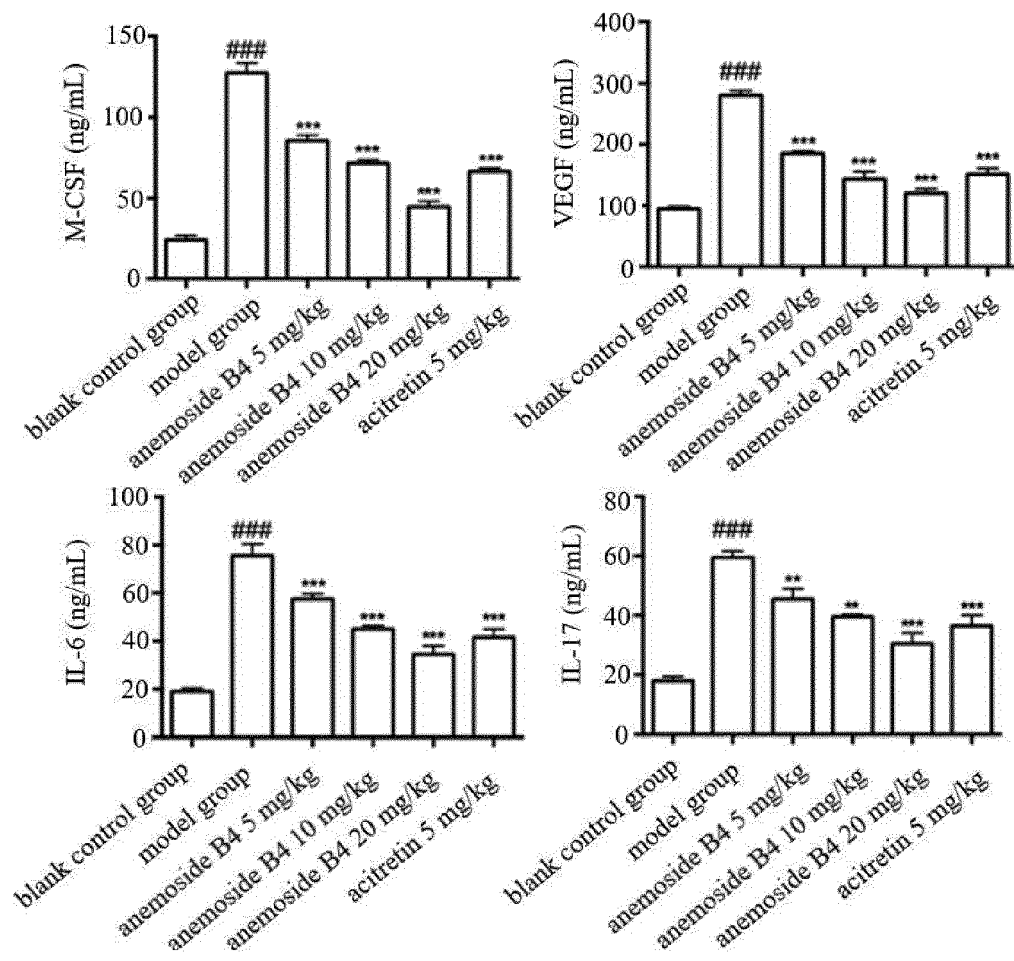 M-CSF (ng/mL)
150
100
50
0
###
***
***
***
***
blank control group
model group
anemoside B4 5 mg/kg
anemoside B4 10 mg/kg
anemoside B4 20 mg/kg
acitretin 5 mg/kg
VEGF (ng/mL)
400
300
200
100
0
###
***
***
***
***
blank control group
model group
anemoside B4 5 mg/kg
anemoside B4 10 mg/kg
anemoside B4 20 mg/kg
acitretin 5 mg/kg
IL-6 (ng/mL)
100
80
60
40
20
0
###
***
***
***
***
blank control group
model group
anemoside B4 5 mg/kg
anemoside B4 10 mg/kg
anemoside B4 20 mg/kg
acitretin 5 mg/kg
IL-17 (ng/mL)
80
60
40
20
0
###
**
**
***
***
blank control group
model group
anemoside B4 5 mg/kg
anemoside B4 10 mg/kg
anemoside B4 20 mg/kg
acitretin 5 mg/kg